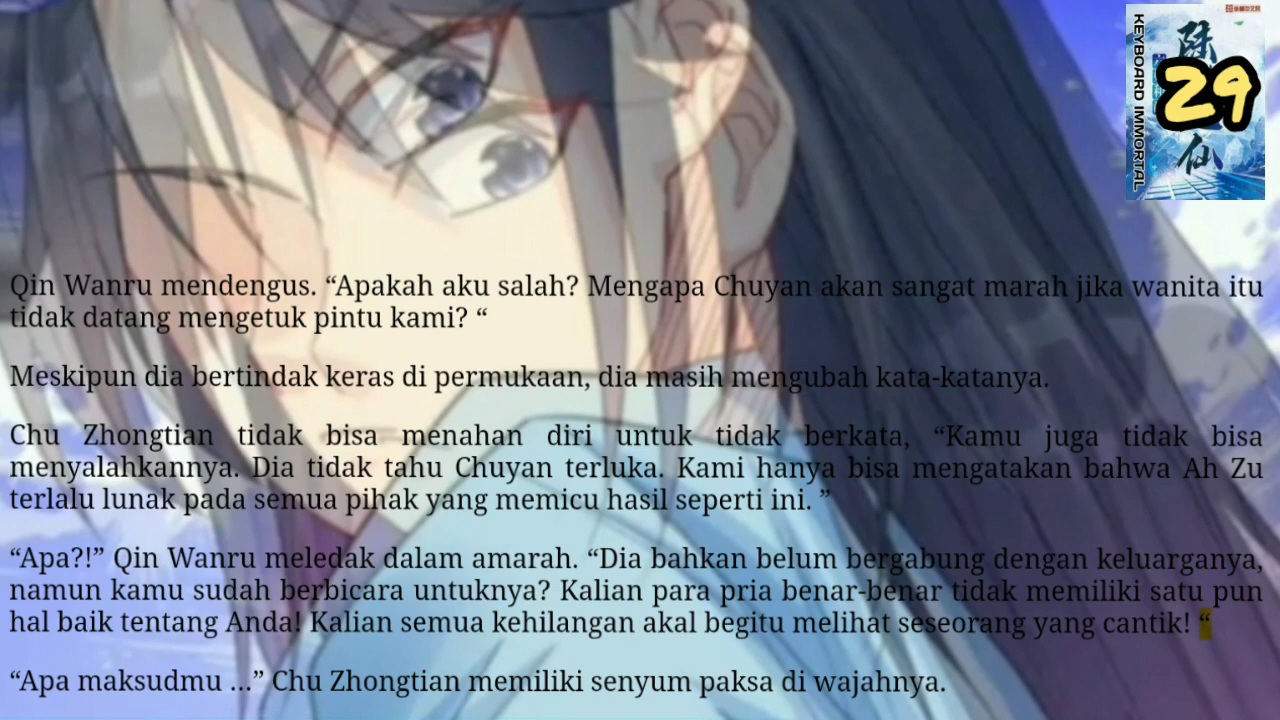 Qin Wanru mendengus. “Apakah aku salah? Mengapa Chuyan akan sangat marah jika wanita itu
tidak datang mengetuk pintu kami? “
Meskipun dia bertindak keras di permukaan, dia masih mengubah kata-katanya.
Chu Zhongtian tidak bisa menahan diri untuk tidak berkata, “Kamu juga tidak bisa
menyalahkannya. Dia tidak tahu Chuyan terluka. Kami hanya bisa mengatakan bahwa Ah Zu
terlalu lunak pada semua pihak yang memicu hasil seperti ini. ”
“Apa?!” Qin Wanru meledak dalam amarah. “Dia bahkan belum bergabung dengan keluarganya,
namun kamu sudah berbicara untuknya? Kalian para pria benar-benar tidak memiliki satu pun
hal baik tentang Anda! Kalian semua kehilangan akal begitu melihat seseorang yang cantik! “
“Apa maksudmu ...” Chu Zhongtian memiliki senyum paksa di wajahnya.
KEYBOARD IMMORTAL
陆
29
仙